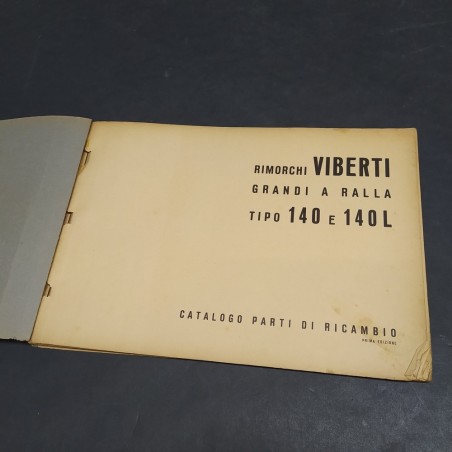 RIMORCHI VIBERTI
GRANDI A RALLA
TIPO 140 E 140L
CATALOGO PARTI DI RICAMBIO
PRIMA EDIZIONE